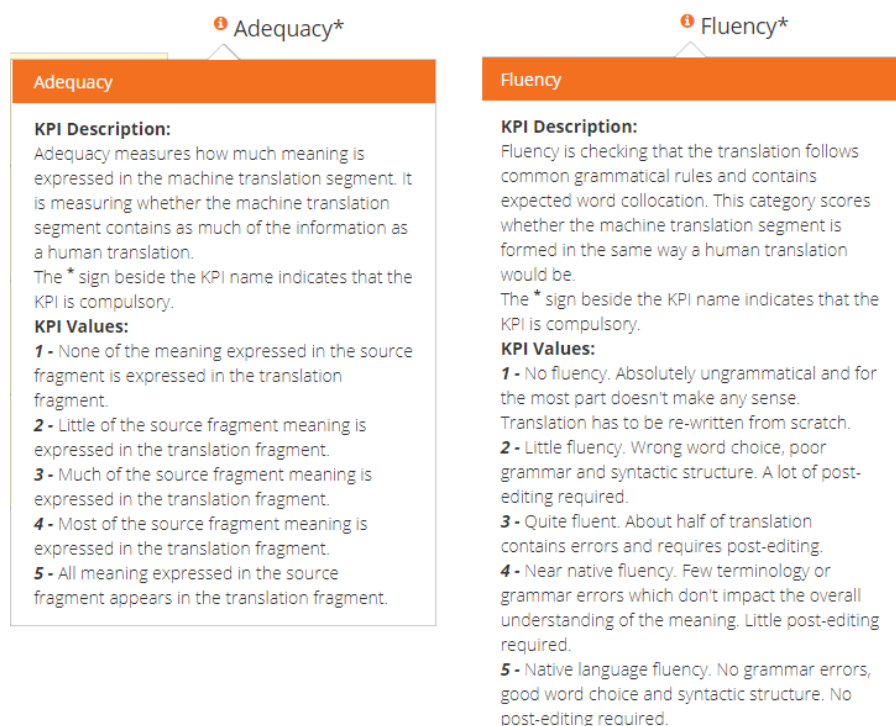 Adequacy*
Adequacy
KPI Description:
Adequacy measures how much meaning is
expressed in the machine translation segment. It
is measuring whether the machine translation
segment contains as much of the information as
a human translation.
The * sign beside the KPI name indicates that the
KPI is compulsory.
KPI Values:
1 - None of the meaning expressed in the source
fragment is expressed in the translation
fragment.
2 - Little of the source fragment meaning is
expressed in the translation fragment.
3 - Much of the source fragment meaning is
expressed in the translation fragment.
4 - Most of the source fragment meaning is
expressed in the translation fragment.
5 - All meaning expressed in the source
fragment appears in the translation fragment.
Fluency*
Fluency
KPI Description:
Fluency is checking that the translation follows
common grammatical rules and contains
expected word collocation. This category scores
whether the machine translation segment is
formed in the same way a human translation
would be.
The * sign beside the KPI name indicates that the
KPI is compulsory.
KPI Values:
1 - No fluency. Absolutely ungrammatical and for
the most part doesn't make any sense.
Translation has to be re-written from scratch.
2 - Little fluency. Wrong word choice, poor
grammar and syntactic structure. A lot of post-
editing required.
3 - Quite fluent. About half of translation
contains errors and requires post-editing.
4 - Near native fluency. Few terminology or
grammar errors which don't impact the overall
understanding of the meaning. Little post-editing
required.
5 - Native language fluency. No grammar errors,
good word choice and syntactic structure. No
post-editing required.